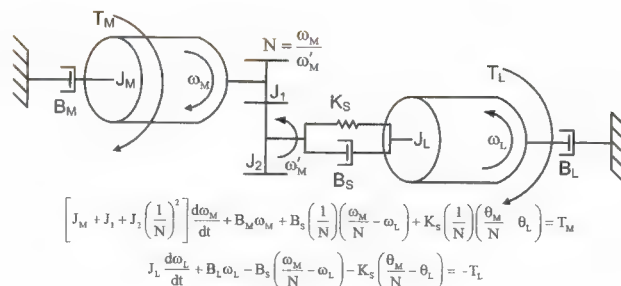 T_M
N = ω_M / ω'_M
J_M
ω_M
B_M
J_1
J_2
ω'_M
K_S
B_S
T_L
J_L
ω_L
B_L
[J_M + J_1 + J_2 (1/N)^2] dω_M/dt + B_M ω_M + B_S (1/N) (ω_M/N - ω_L) + K_S (1/N) (θ_M/N θ_L) = T_M
J_L dω_L/dt + B_L ω_L - B_S (ω_M/N - ω_L) - K_S (θ_M/N - θ_L) = -T_L